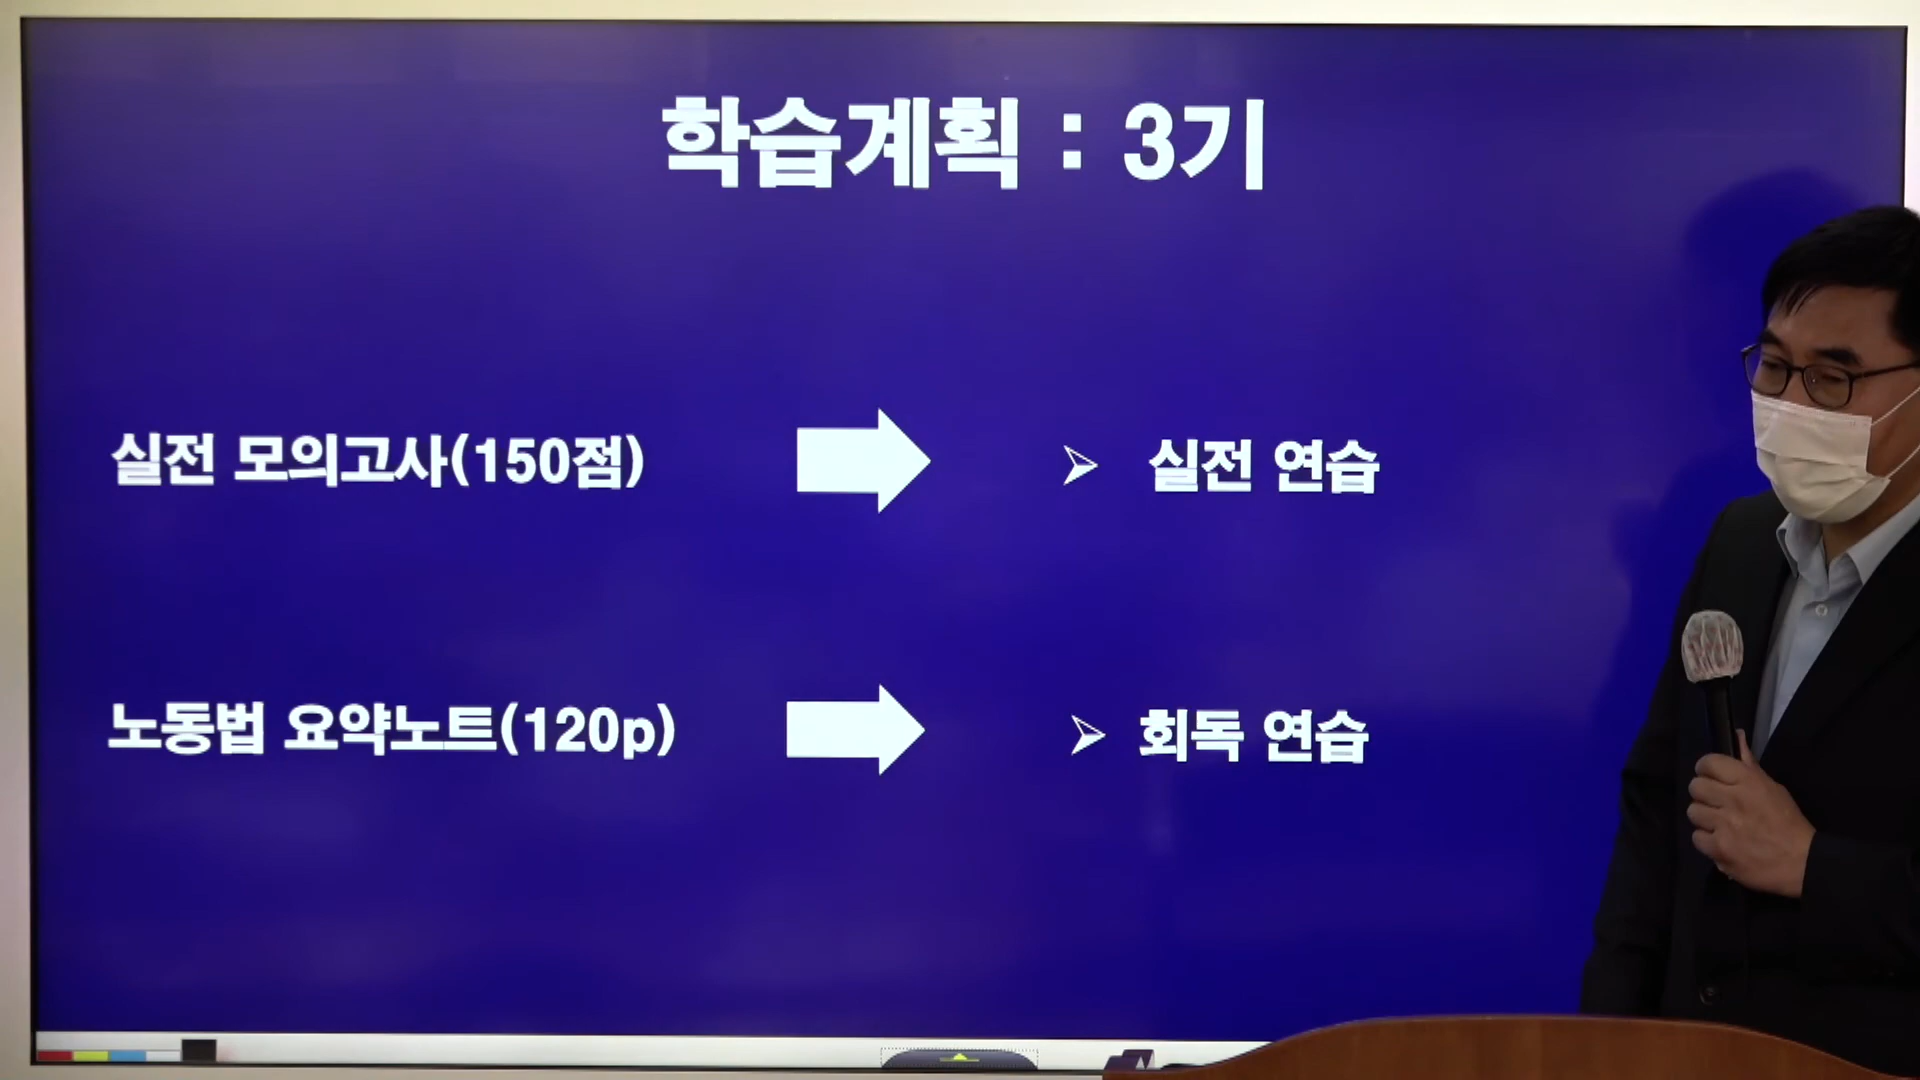 학습계획 : 3기
실전 모의고사(150점)
➢ 실전 연습
노동법 요약노트(120p)
➢ 회독 연습